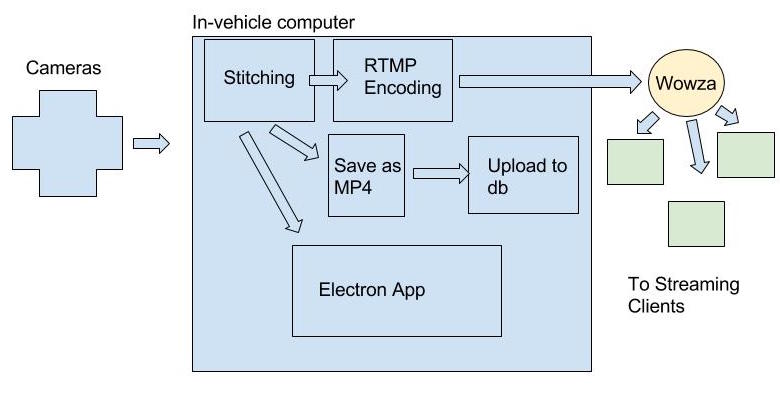 In-vehicle computer
Cameras
Stitching
RTMP
Encoding
Wowza
Save as
MP4
Upload to
db
Electron App
To Streaming
Clients